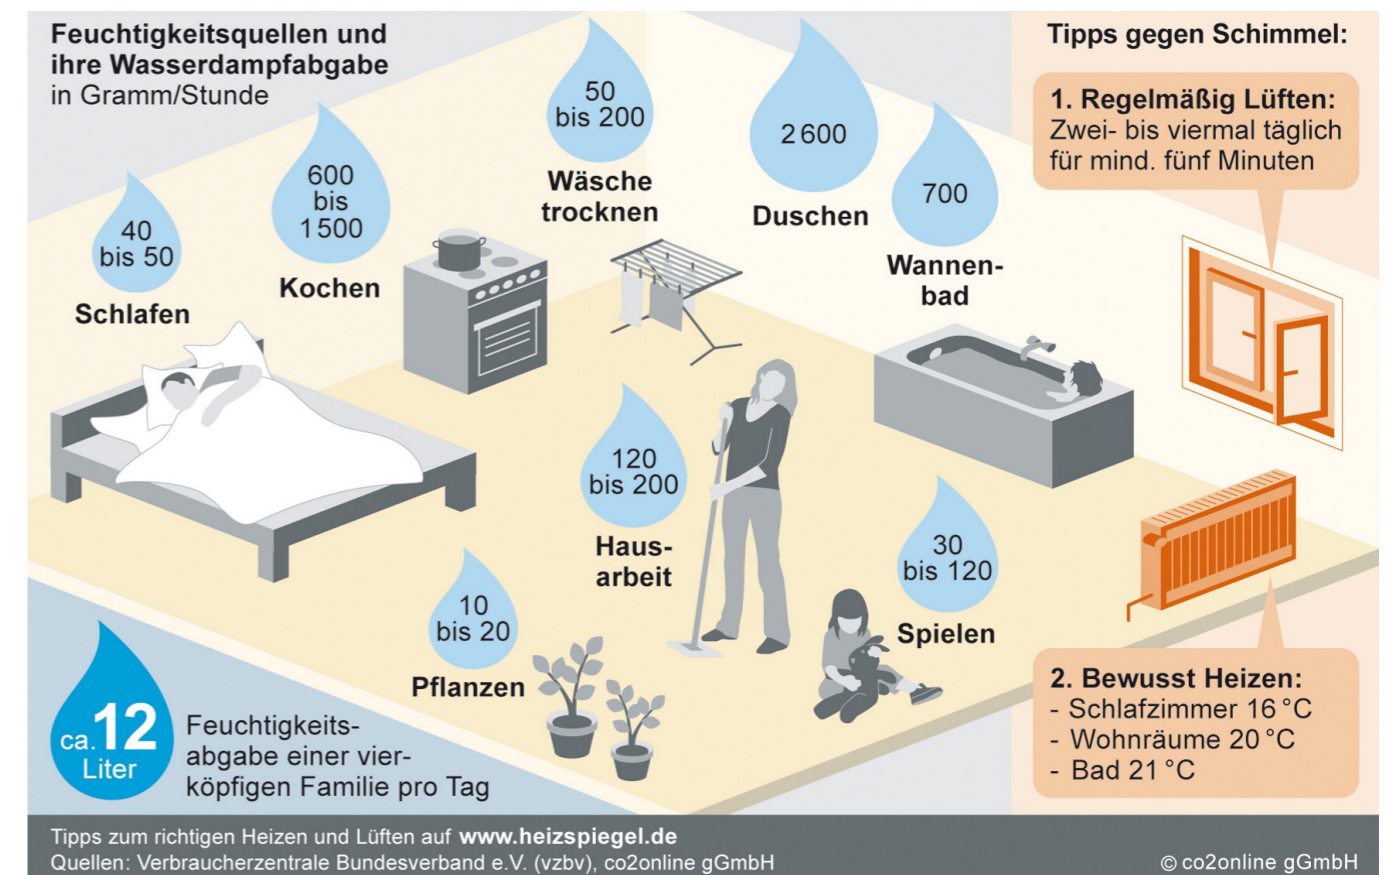 Feuchtigkeitsquellen und
ihre Wasserdampfabgabe
in Gramm/Stunde
40
bis 50
Schlafen
600
bis
1500
Kochen
50
bis 200
Wäsche
trocknen
2600
Duschen
700
Wannen-
bad
120
bis 200
Haus-
arbeit
30
bis 120
Spielen
10
bis 20
Pflanzen
ca. 12
Liter
Feuchtigkeits-
abgabe einer vier-
köpfigen Familie pro Tag
Tipps gegen Schimmel:
1. Regelmäßig Lüften:
Zwei- bis viermal täglich
für mind. fünf Minuten
2. Bewusst Heizen:
- Schlafzimmer 16 °C
- Wohnräume 20 °C
- Bad 21 °C
Tipps zum richtigen Heizen und Lüften auf www.heizspiegel.de
Quellen: Verbraucherzentrale Bundesverband e.V. (vzbv), co2online gGmbH
© co2online gGmbH